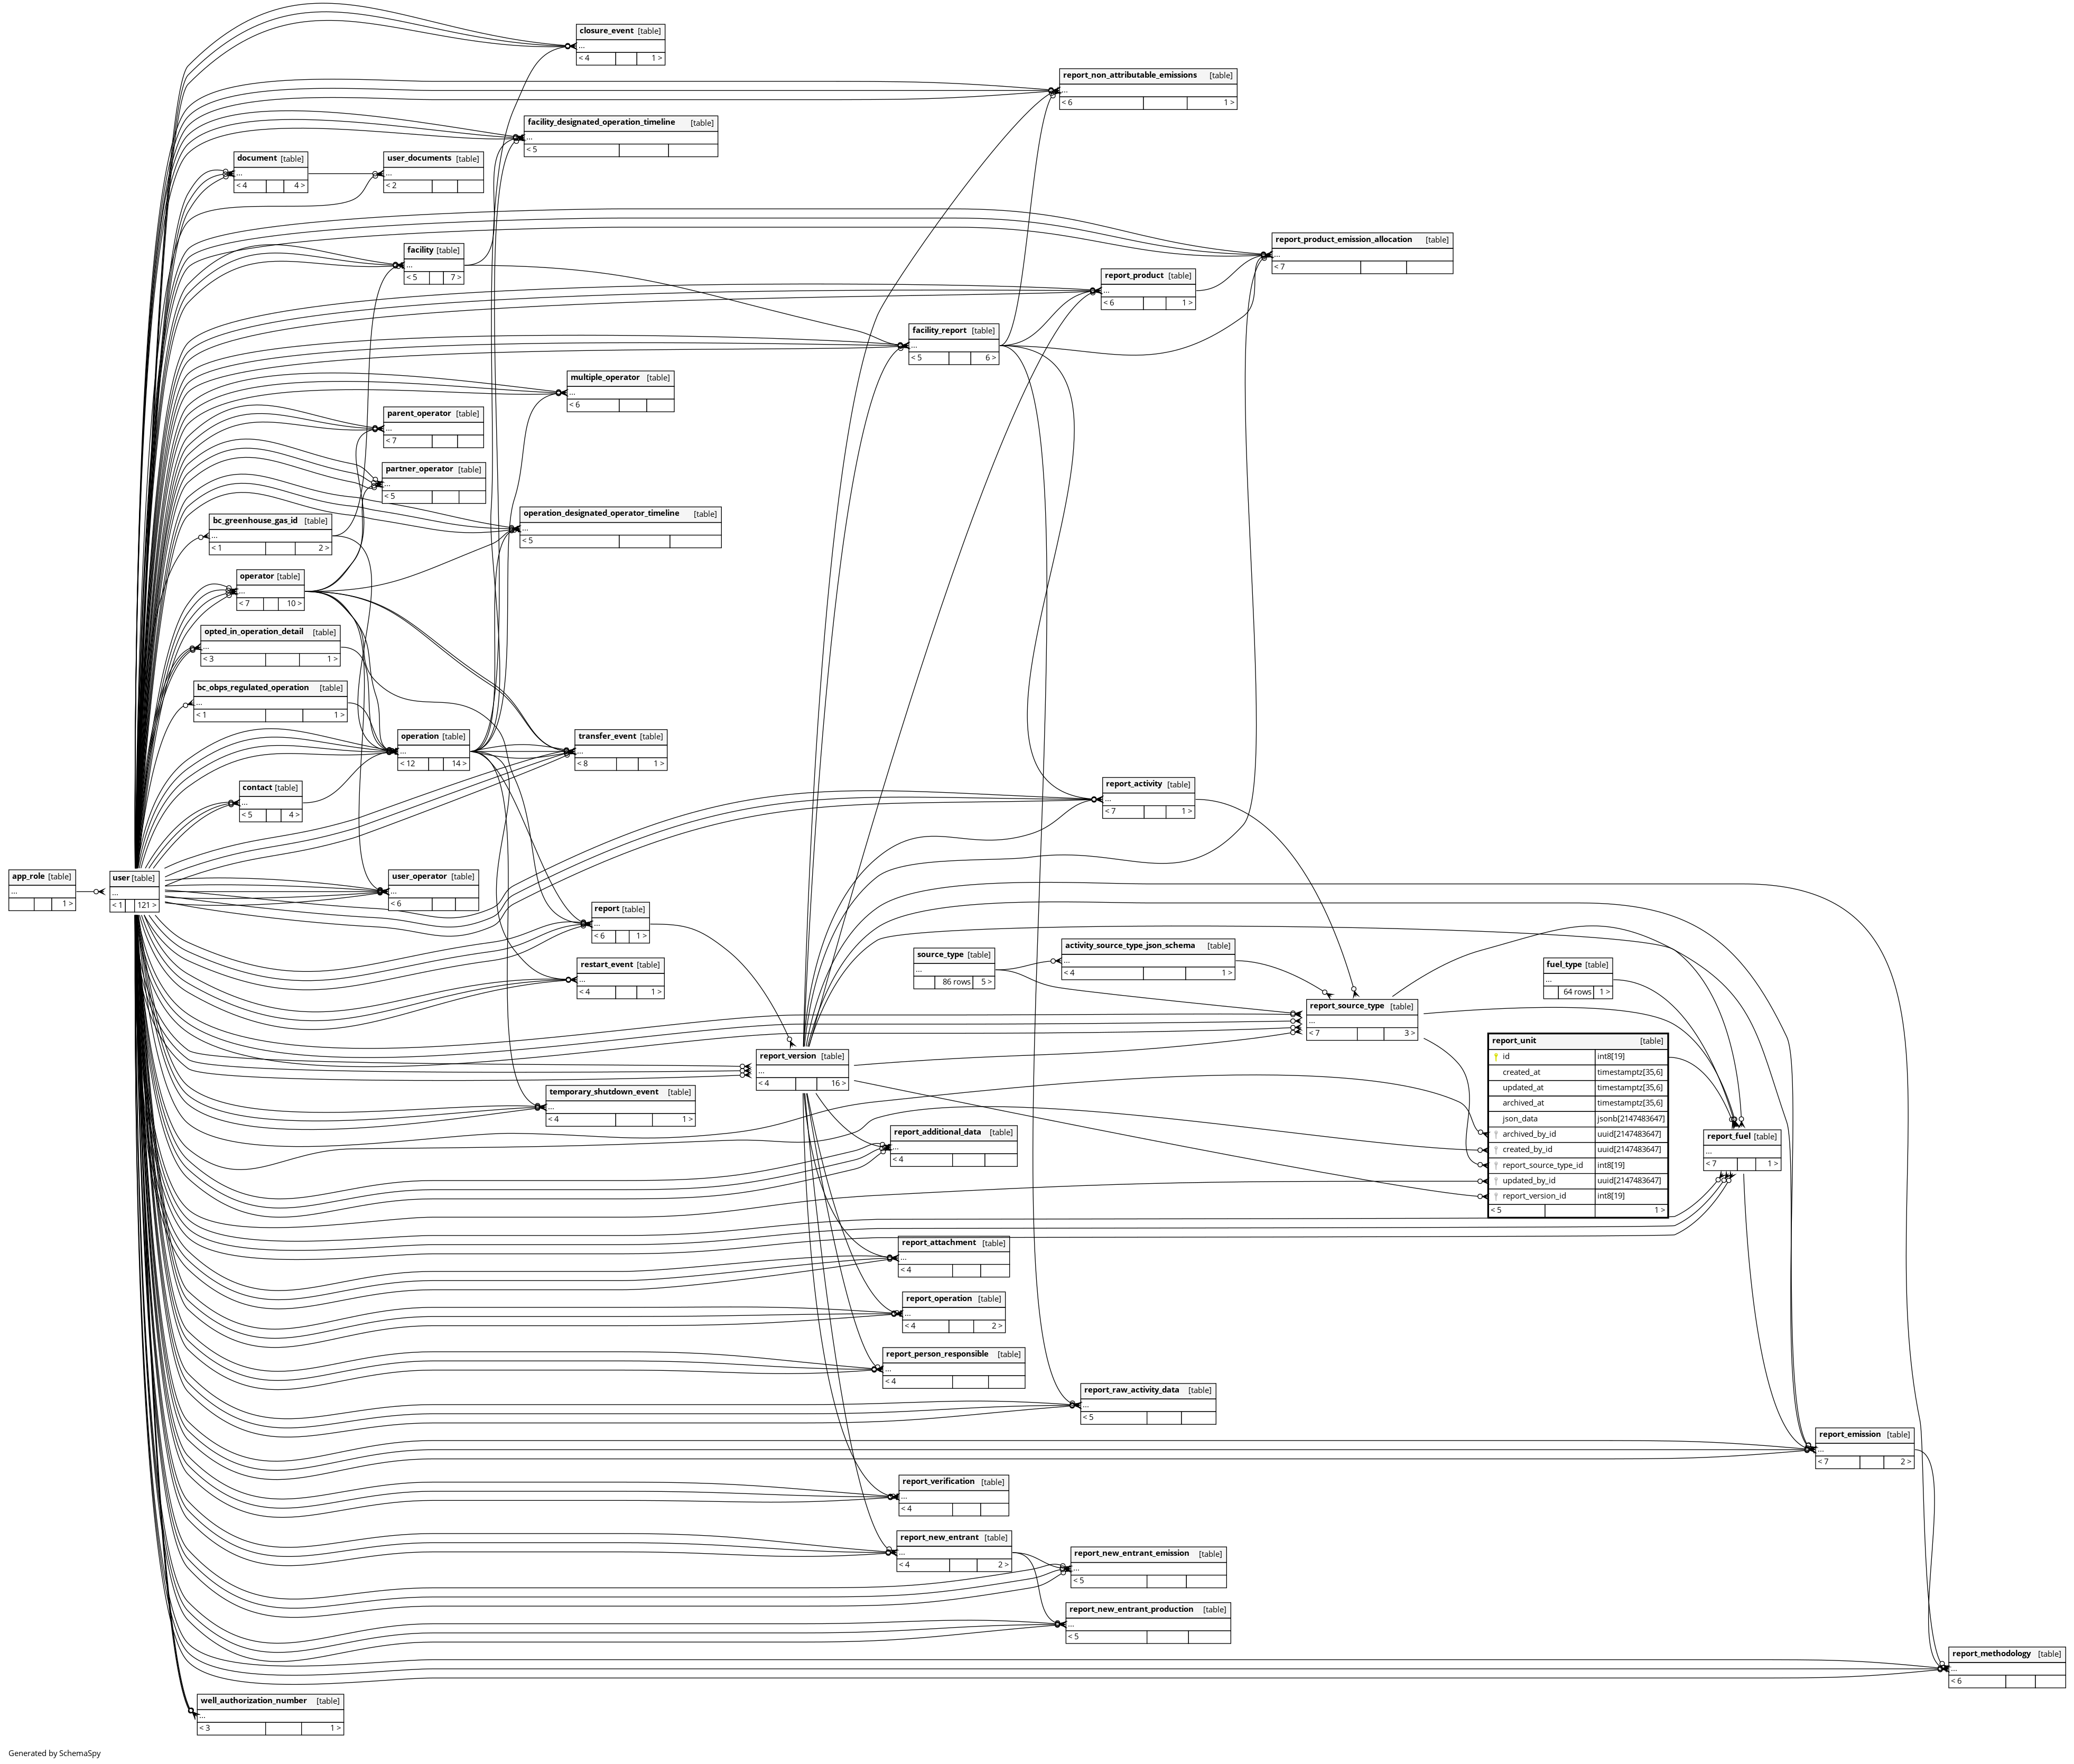 closure_event [table]
...
< 4 1 >
report_non_attributable_emissions [table]
...
< 6 1 >
facility_designated_operation_timeline [table]
...
< 5
document [table]
...
< 4 4 >
user_documents [table]
...
< 2
report_product_emission_allocation [table]
...
< 7
facility [table]
...
< 5 7 >
report_product [table]
...
< 6 1 >
facility_report [table]
...
< 5 6 >
multiple_operator [table]
...
< 6
parent_operator [table]
...
< 7
partner_operator [table]
...
< 5
operation_designated_operator_timeline [table]
...
< 5
bc_greenhouse_gas_id [table]
...
< 1 2 >
operator [table]
...
< 7 10 >
opted_in_operation_detail [table]
...
< 3 1 >
bc_obps_regulated_operation [table]
...
< 1 1 >
operation [table]
...
< 12 14 >
transfer_event [table]
...
< 8 1 >
contact [table]
...
< 5 4 >
report_activity [table]
...
< 7 1 >
app_role [table]
...
1 >
user [table]
...
< 1 121 >
user_operator [table]
...
< 6
report [table]
...
< 6 1 >
restart_event [table]
...
< 4 1 >
source_type [table]
...
86 rows 5 >
activity_source_type_json_schema [table]
...
< 4 1 >
fuel_type [table]
...
64 rows 1 >
report_source_type [table]
...
< 7 3 >
report_version [table]
...
< 4 16 >
report_unit [table]
id int8[19]
created_at timestamptz[35,6]
updated_at timestamptz[35,6]
archived_at timestamptz[35,6]
json_data jsonb[2147483647]
archived_by_id uuid[2147483647]
created_by_id uuid[2147483647]
report_source_type_id int8[19]
updated_by_id uuid[2147483647]
report_version_id int8[19]
< 5 1 >
temporary_shutdown_event [table]
...
< 4 1 >
report_additional_data [table]
...
< 4
report_fuel [table]
...
< 7 1 >
report_attachment [table]
...
< 4
report_operation [table]
...
< 4 2 >
report_person_responsible [table]
...
< 4
report_raw_activity_data [table]
...
< 5
report_emission [table]
...
< 7 2 >
report_verification [table]
...
< 4
report_new_entrant [table]
...
< 4 2 >
report_new_entrant_emission [table]
...
< 5
report_new_entrant_production [table]
...
< 5
report_methodology [table]
...
< 6
well_authorization_number [table]
...
< 3 1 >
Generated by SchemaSpy